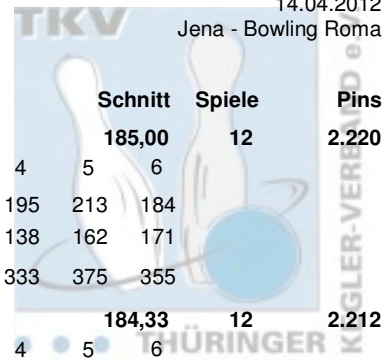 14.04.2012
TKV
Jena - Bowling Roma
Schnitt Spiele Pins
185,00 12 2.220
4 5 6
195 213 184
138 162 171
333 375 355
184,33 12 2.212
4 5 6
THÜRINGER KEGLER-VERBAND e.V.